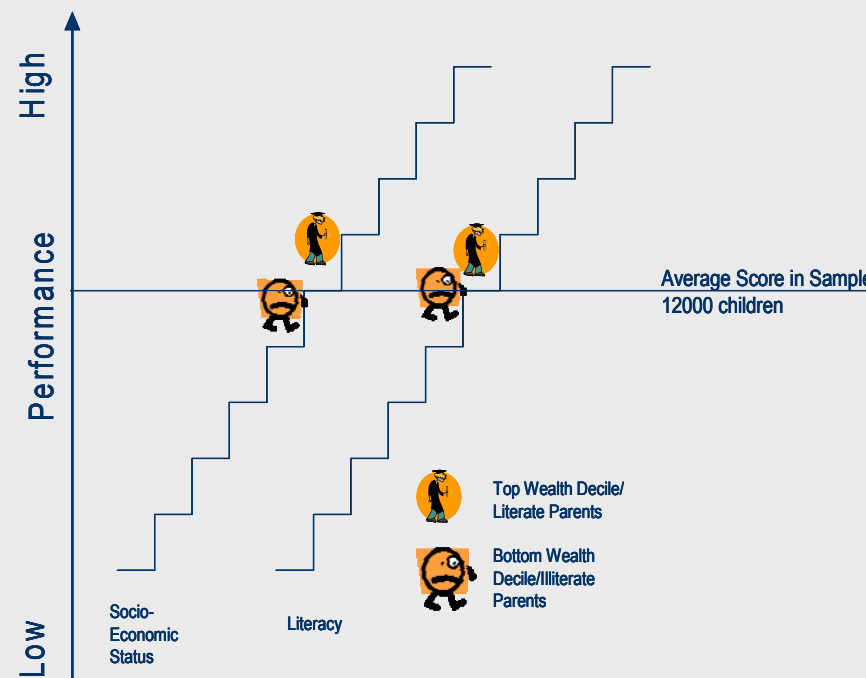 High
Performance
Low
Average Score in Sample
12000 children
Top Wealth Decile/
Literate Parents
Bottom Wealth
Decile/Illiterate
Parents
Socio-
Economic
Status
Literacy